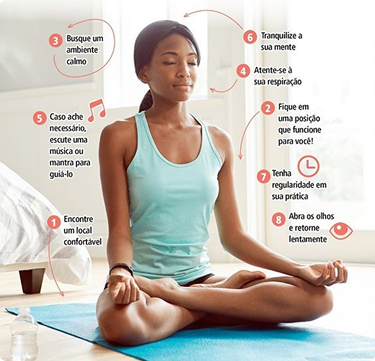 3 Busque um
ambiente
calmo
6 Tranquilize a
sua mente
4 Atente-se à
sua respiração
2 Fique em
uma posição
que funcione
para você!
5 Caso ache
necessário,
escute uma
música ou
mantra para
guiá-lo
7 Tenha
regularidade em
sua prática
1 Encontre
um local
confortável
8 Abra os olhos
e retorne
lentamente